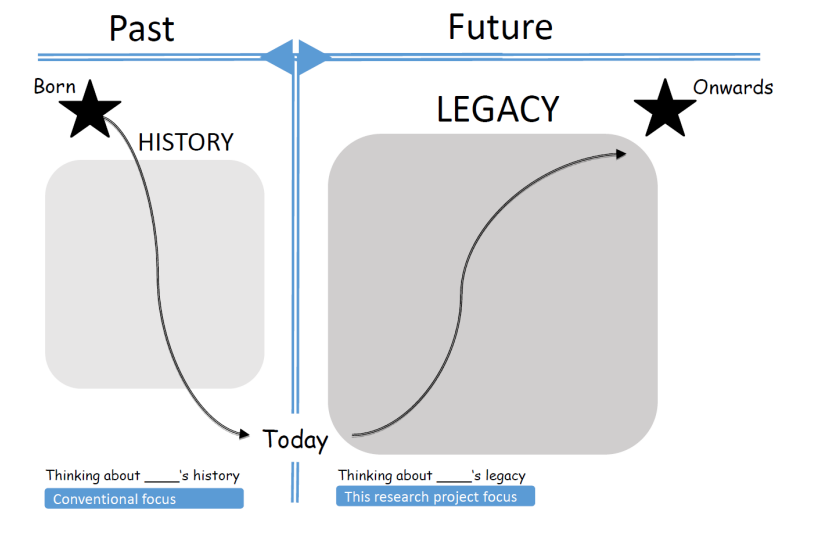 Past
Future
Born
Onwards
LEGACY
HISTORY
Today
Thinking about ____'s history
Thinking about ____'s legacy
Conventional focus
This research project focus